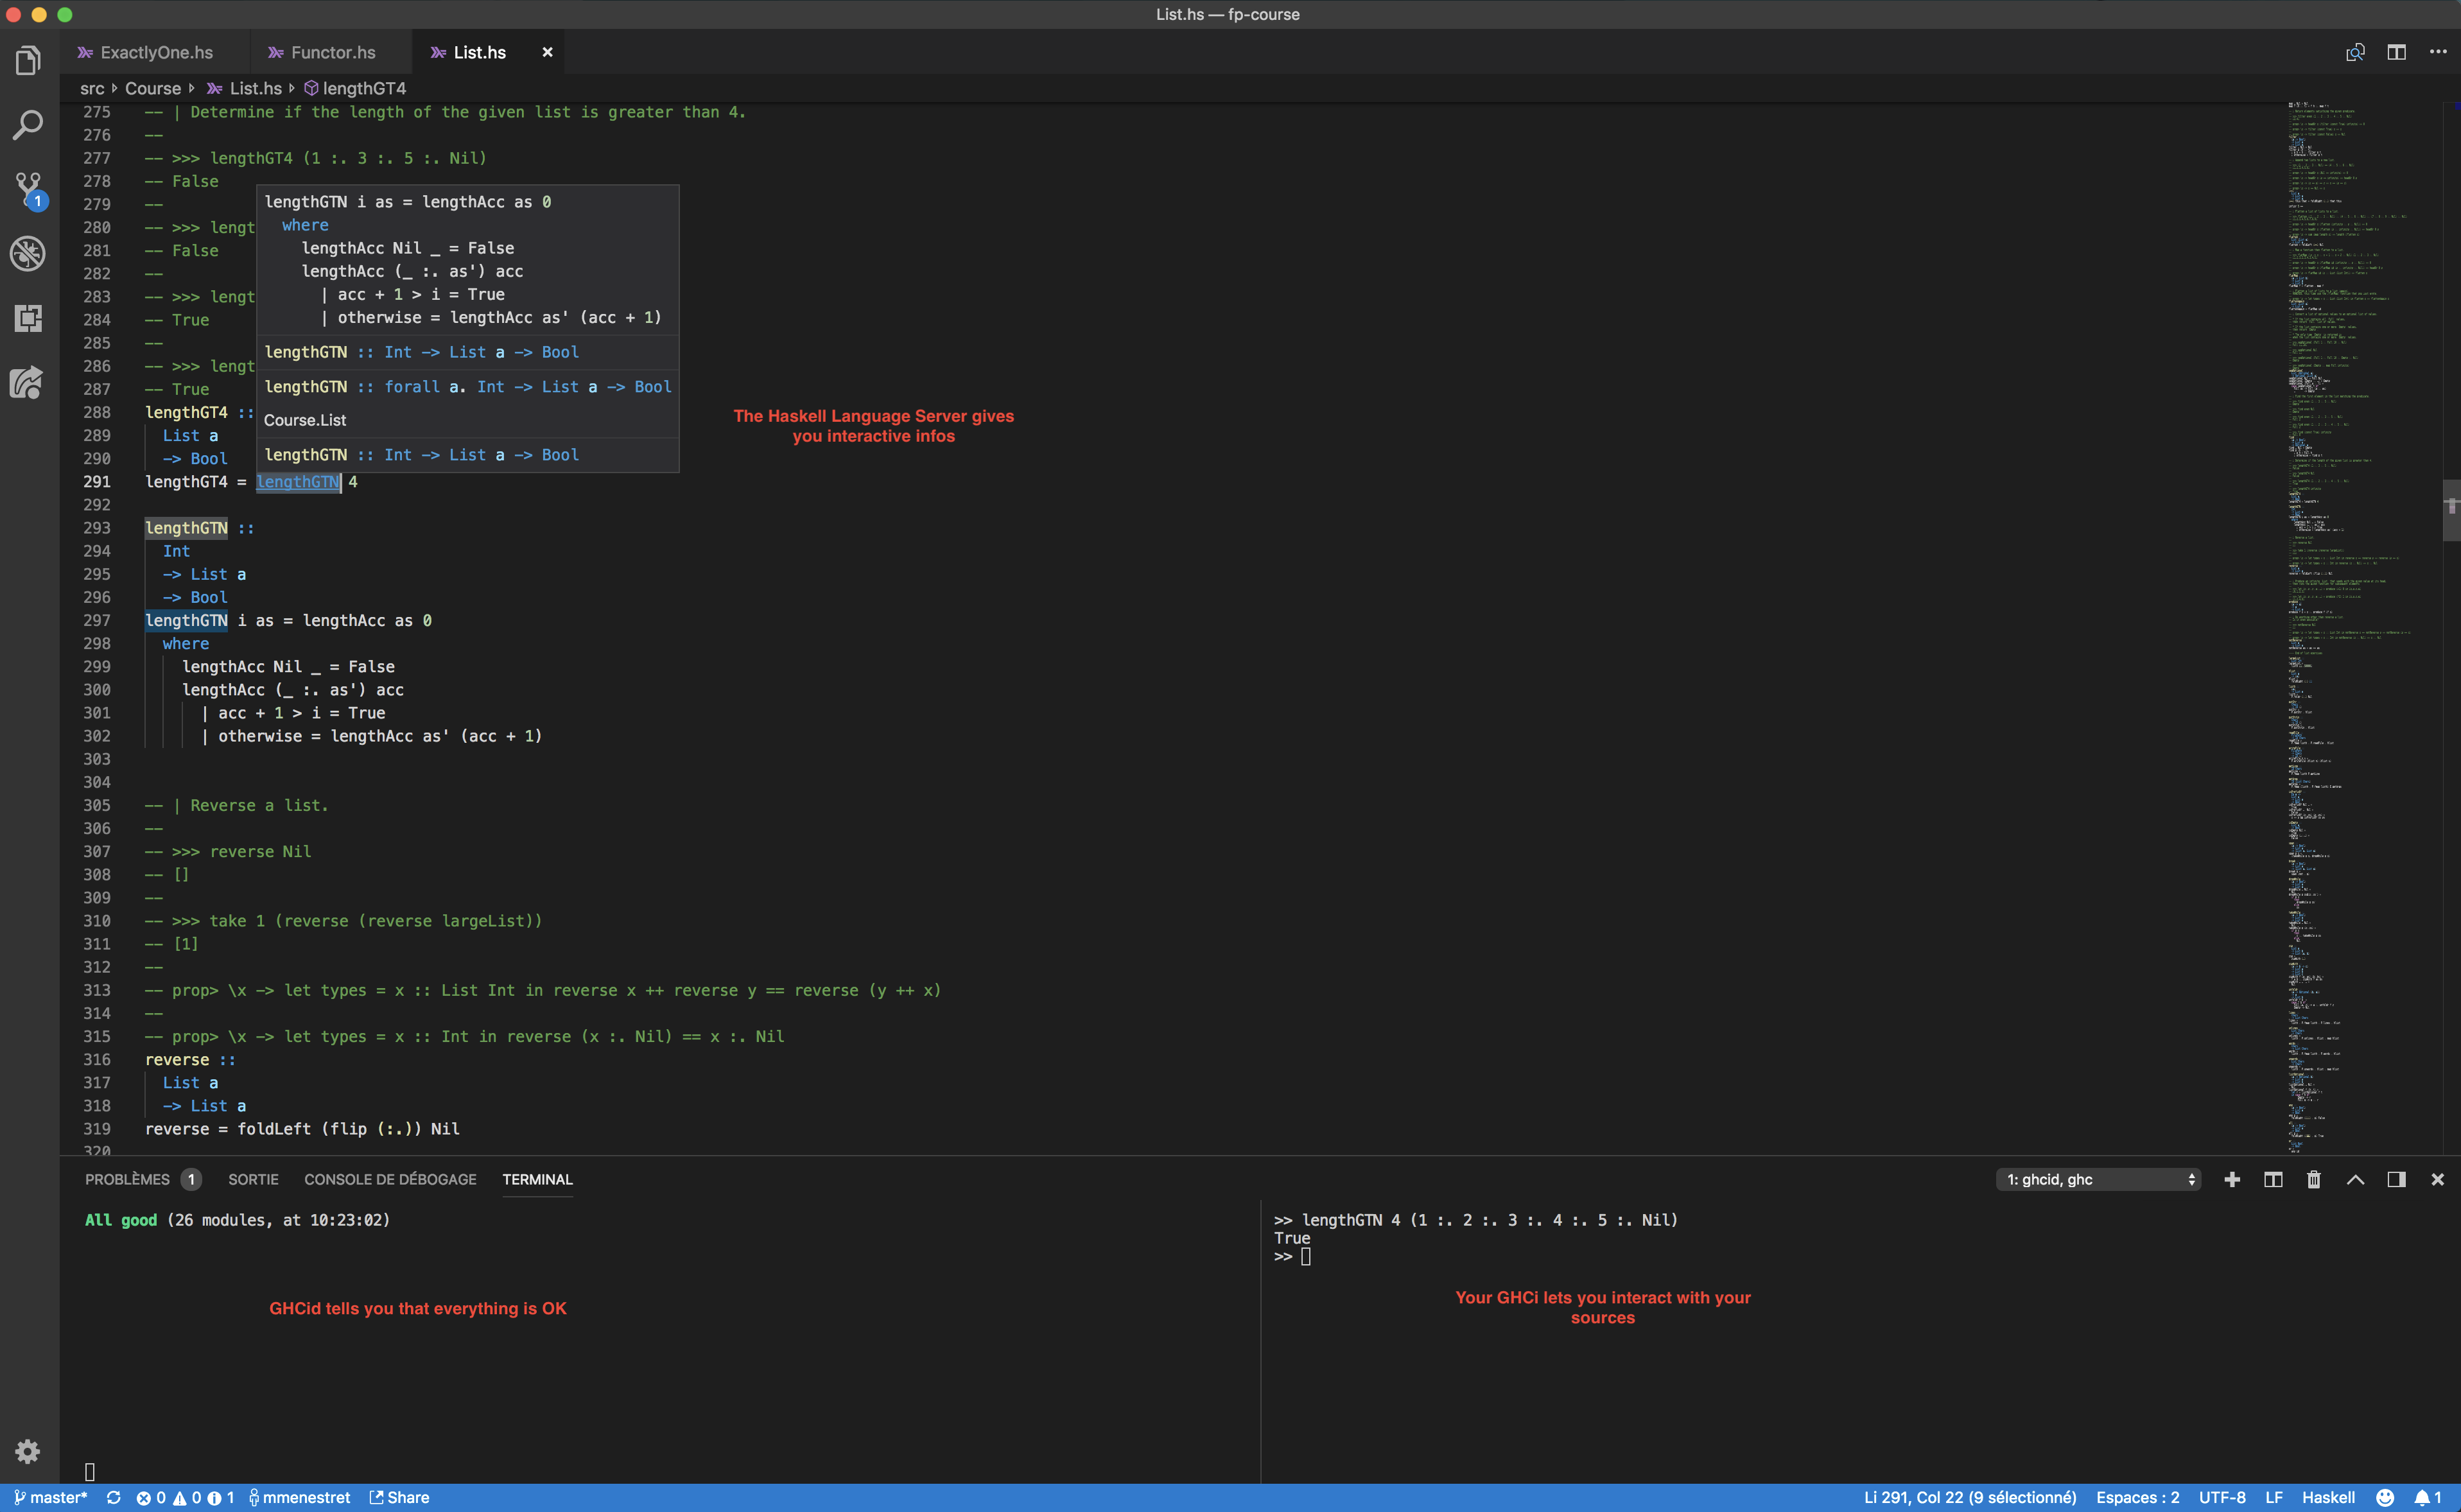 List.hs — fp-course
ExactlyOne.hs
Functor.hs
List.hs
src Course List.hs lengthGT4
275 -- | Determine if the length of the given list is greater than 4.
276 --
277 -- >>> lengthGT4 (1 :. 3 :. 5 :. Nil)
278 -- False
279 --
280 -- >>> lengt
281 -- False
282 --
283 -- >>> lengt
284 -- True
285 --
286 -- >>> lengt
287 -- True
288 lengthGT4 ::
289 List a
290 -> Bool
291 lengthGT4 = lengthGTN 4
292
293 lengthGTN ::
294 Int
295 -> List a
296 -> Bool
297 lengthGTN i as = lengthAcc as 0
298 where
299 lengthAcc Nil _ = False
300 lengthAcc (_ :. as') acc
301 | acc + 1 > i = True
302 | otherwise = lengthAcc as' (acc + 1)
303
304
305 -- | Reverse a list.
306 --
307 -- >>> reverse Nil
308 -- []
309 --
310 -- >>> take 1 (reverse (reverse largeList))
311 -- [1]
312 --
313 -- prop> \x -> let types = x :: List Int in reverse x ++ reverse y == reverse (y ++ x)
314 --
315 -- prop> \x -> let types = x :: Int in reverse (x :. Nil) == x :. Nil
316 reverse ::
317 List a
318 -> List a
319 reverse = foldLeft (flip (:.)) Nil
320
lengthGTN i as = lengthAcc as 0
where
lengthAcc Nil _ = False
lengthAcc (_ :. as') acc
| acc + 1 > i = True
| otherwise = lengthAcc as' (acc + 1)
lengthGTN :: Int -> List a -> Bool
lengthGTN :: forall a. Int -> List a -> Bool
Course.List
lengthGTN :: Int -> List a -> Bool
The Haskell Language Server gives
you interactive infos
1
PROBLÈMES 1 SORTIE CONSOLE DE DÉBOGAGE TERMINAL
1: ghcid, ghc
All good (26 modules, at 10:23:02)
GHCid tells you that everything is OK
>> lengthGTN 4 (1 :. 2 :. 3 :. 4 :. 5 :. Nil)
True
>>
Your GHCi lets you interact with your
sources
master* 0 0 1 mmenestret Share
Li 291, Col 22 (9 sélectionné) Espaces : 2 UTF-8 LF Haskell 1